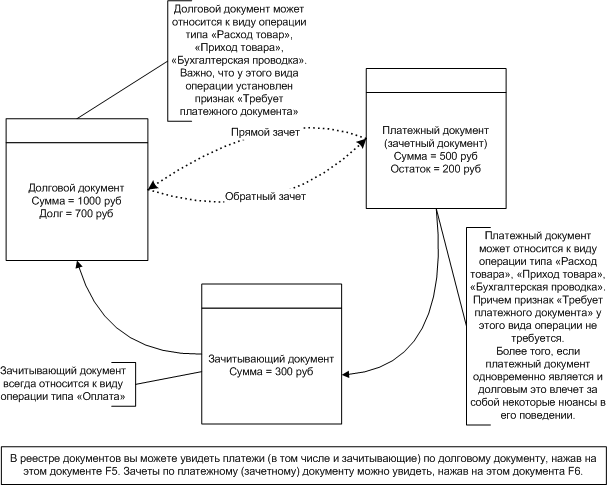 Долговой документ может
относится к виду операции
типа «Расход товар»,
«Приход товара»,
«Бухгалтерская проводка».
Важно, что у этого вида
операции установлен
признак «Требует
платежного документа»
Прямой зачет
Платежный документ
(зачетный документ)
Сумма = 500 руб
Остаток = 200 руб
Долговой документ
Сумма = 1000 руб
Долг = 700 руб
Обратный зачет
Платежный документ
может относится к виду
операции типа «Расход
товара», «Приход товара»,
«Бухгалтерская проводка».
Причем признак «Требует
платежного документа» у
этого вида операции не
требуется.
Более того, если
платежный документ
одновременно является и
долговым это влечет за
собой некоторые нюансы в
его поведении.
Зачитывающий документ
Сумма = 300 руб
Зачитывающий документ
всегда относится к виду
операции типа «Оплата»
В реестре документов вы можете увидеть платежи (в том числе и зачитывающие) по долговому документу, нажав на
этом документе F5. Зачеты по платежному (зачетному) документу можно увидеть, нажав на этом документа F6.